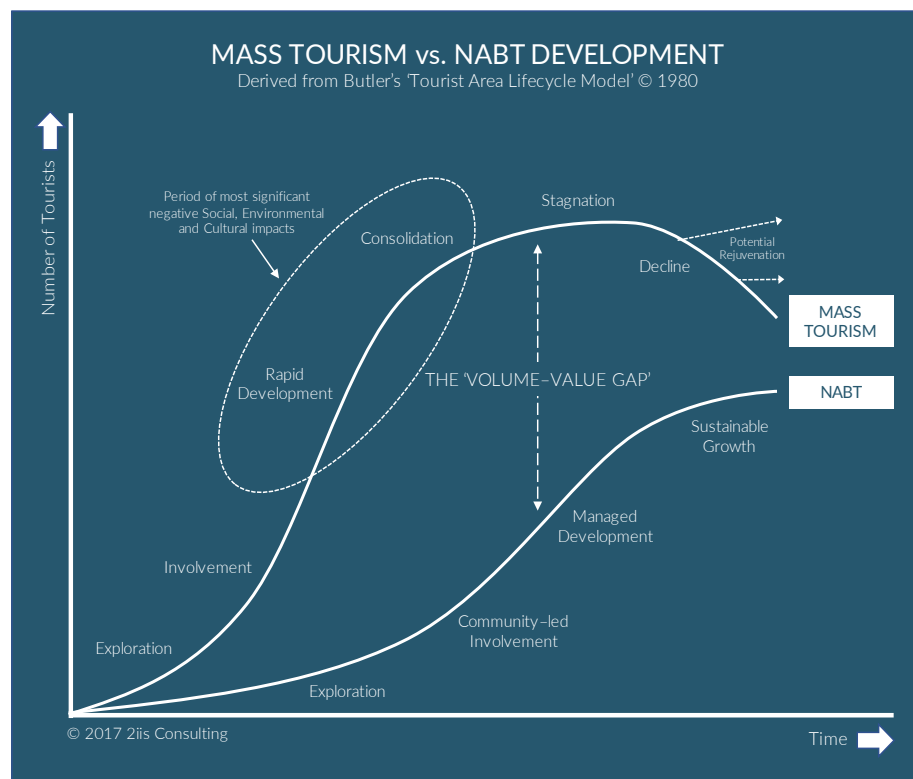 MASS TOURISM vs. NABT DEVELOPMENT
Derived from Butler's 'Tourist Area Lifecycle Model' © 1980
Number of Tourists
Period of most significant
negative Social, Environmental
and Cultural impacts
Consolidation
Stagnation
Decline
Potential
Rejuvenation
MASS
TOURISM
Rapid
Development
THE 'VOLUME–VALUE GAP'
NABT
Sustainable
Growth
Managed
Development
Involvement
Community–led
Involvement
Exploration
Exploration
© 2017 2iis Consulting
Time